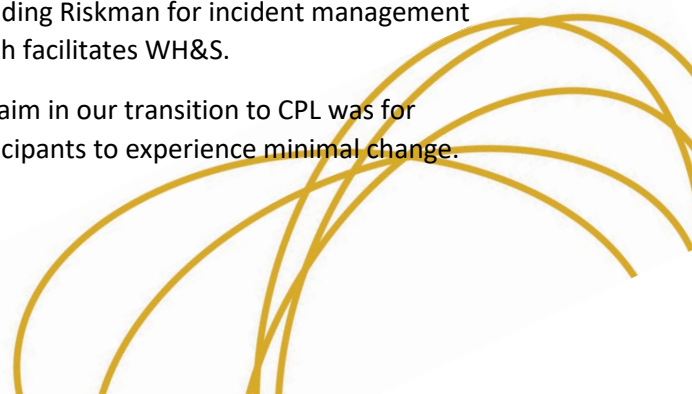 ding Riskman for incident management
h facilitates WH&S.
aim in our transition to CPL was for
cipants to experience minimal change.